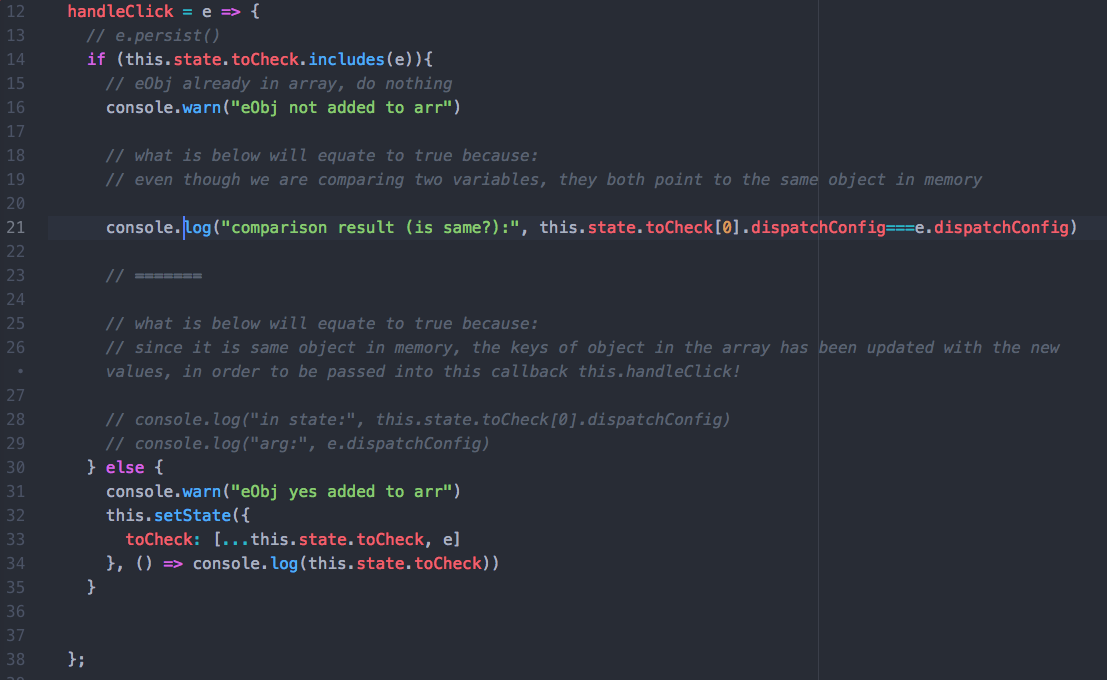 12 handleClick = e => {
13 // e.persist()
14 if (this.state.toCheck.includes(e)){
15 // eObj already in array, do nothing
16 console.warn("eObj not added to arr")
17
18 // what is below will equate to true because:
19 // even though we are comparing two variables, they both point to the same object in memory
20
21 console.log("comparison result (is same?):", this.state.toCheck[0].dispatchConfig===e.dispatchConfig)
22
23 // =======
24
25 // what is below will equate to true because:
26 // since it is same object in memory, the keys of object in the array has been updated with the new
• values, in order to be passed into this callback this.handleClick!
27
28 // console.log("in state:", this.state.toCheck[0].dispatchConfig)
29 // console.log("arg:", e.dispatchConfig)
30 } else {
31 console.warn("eObj yes added to arr")
32 this.setState({
33 toCheck: [...this.state.toCheck, e]
34 }, () => console.log(this.state.toCheck))
35 }
36
37
38 };